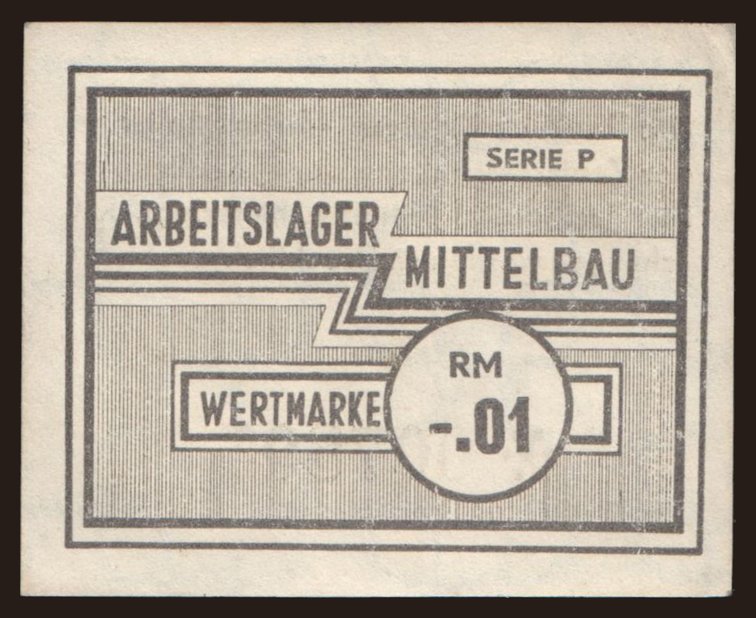 SERIE P
ARBEITSLAGER
MITTELBAU
WERTMARKE
RM
-.01